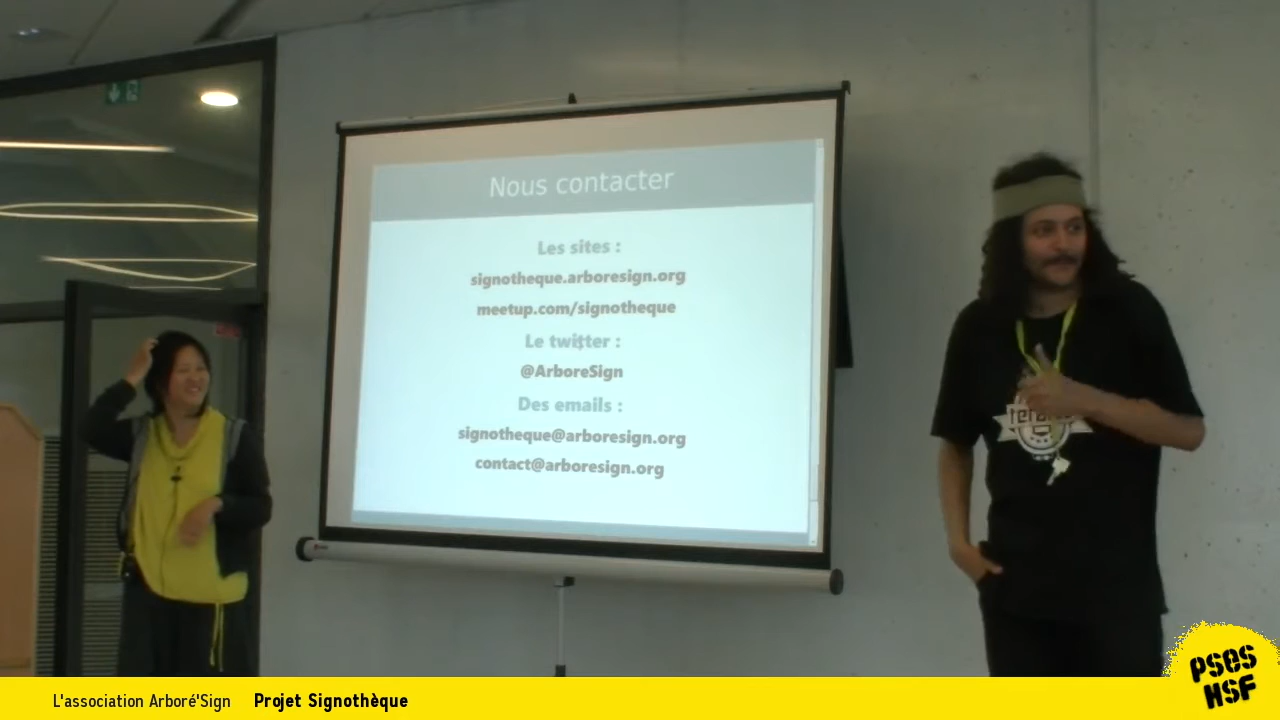 Nous contacter
Les sites :
signotheque.arboresign.org
meetup.com/signotheque
Le twitter :
@ArboreSign
Des emails :
signotheque@arboresign.org
contact@arboresign.org
L'association Arboré'Sign Projet Signothèque
PSES
HSF